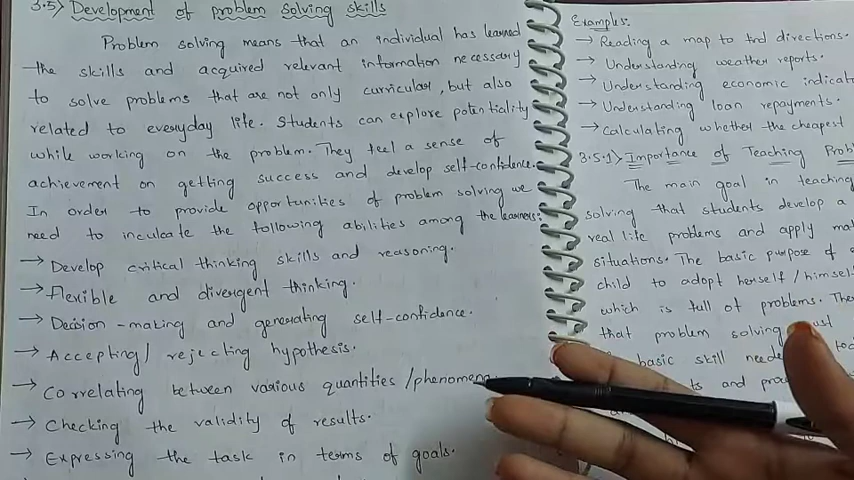 3.5> Development of problem solving skills
Problem solving means that an individual has learned
the skills and acquired relevant information necessary
to solve problems that are not only curricular, but also
related to everyday life. Students can explore potentiality
while working on the problem. They feel a sense of
achievement on getting success and develop self-confidence.
In order to provide opportunities of problem solving we
need to inculcate the following abilities among the learners:
→ Develop critical thinking skills and reasoning.
→ Flexible and divergent thinking.
→ Decision-making and generating self-confidence.
→ Accepting/rejecting hypothesis.
→ Correlating between various quantities/phenomena.
→ Checking the validity of results.
→ Expressing the task in terms of goals.
Examples:
→ Reading a map to find directions.
→ Understanding weather reports.
→ Understanding economic
→ Understanding loan repayments.
→ Calculating whether the cheapest
3.5.1> Importance of Teaching
The main goal in teaching
solving that students develop a
real life problems and apply
situations. The basic purpose of
child to adopt herself/
which is full of problems.
that problem solving
basic skill
and